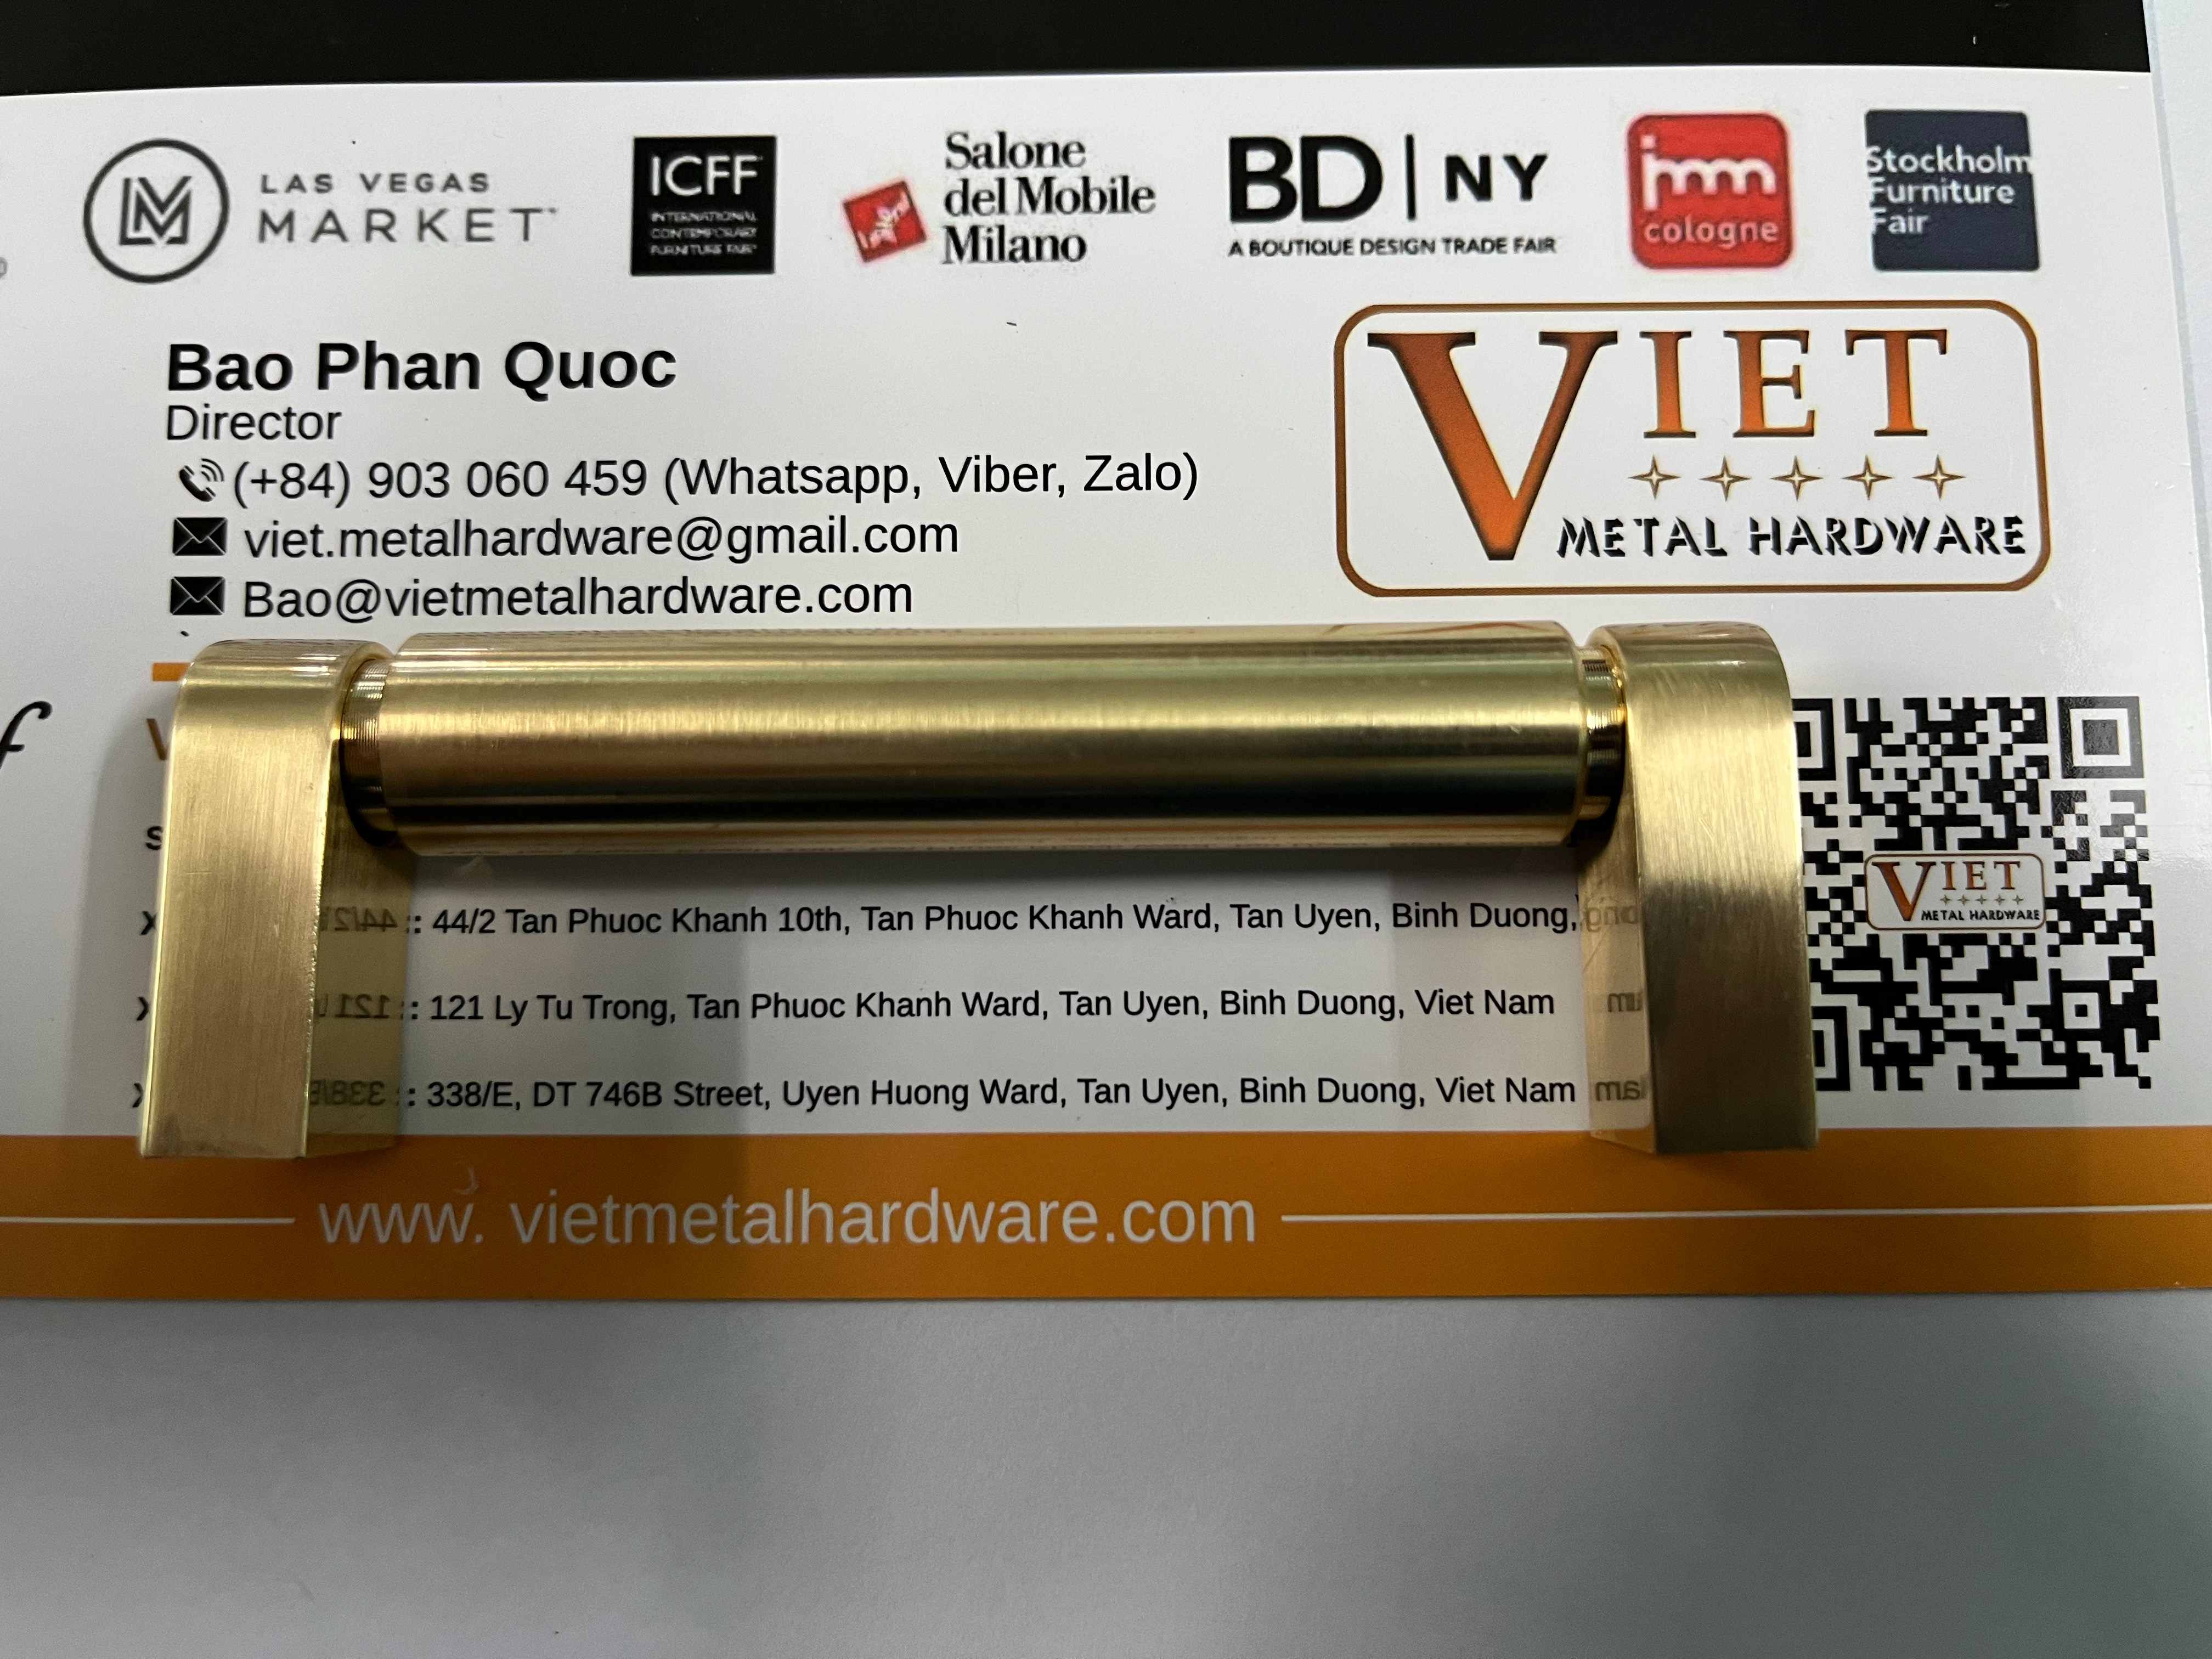 LAS VEGAS
MARKET
ICFF
INTERNATIONAL
CONTEMPORARY
FURNITURE FAIR
Salone
del Mobile
Milano
BD | NY
A BOUTIQUE DESIGN TRADE FAIR
imm
cologne
Stockholm
Furniture
Fair
Bao Phan Quoc
Director
(+84) 903 060 459 (Whatsapp, Viber, Zalo)
viet.metalhardware@gmail.com
Bao@vietmetalhardware.com
VIET
METAL HARDWARE
: 44/2 Tan Phuoc Khanh 10th, Tan Phuoc Khanh Ward, Tan Uyen, Binh Duong,
: 121 Ly Tu Trong, Tan Phuoc Khanh Ward, Tan Uyen, Binh Duong, Viet Nam
: 338/E, DT 746B Street, Uyen Huong Ward, Tan Uyen, Binh Duong, Viet Nam
VIET
METAL HARDWARE
www. vietmetalhardware.com